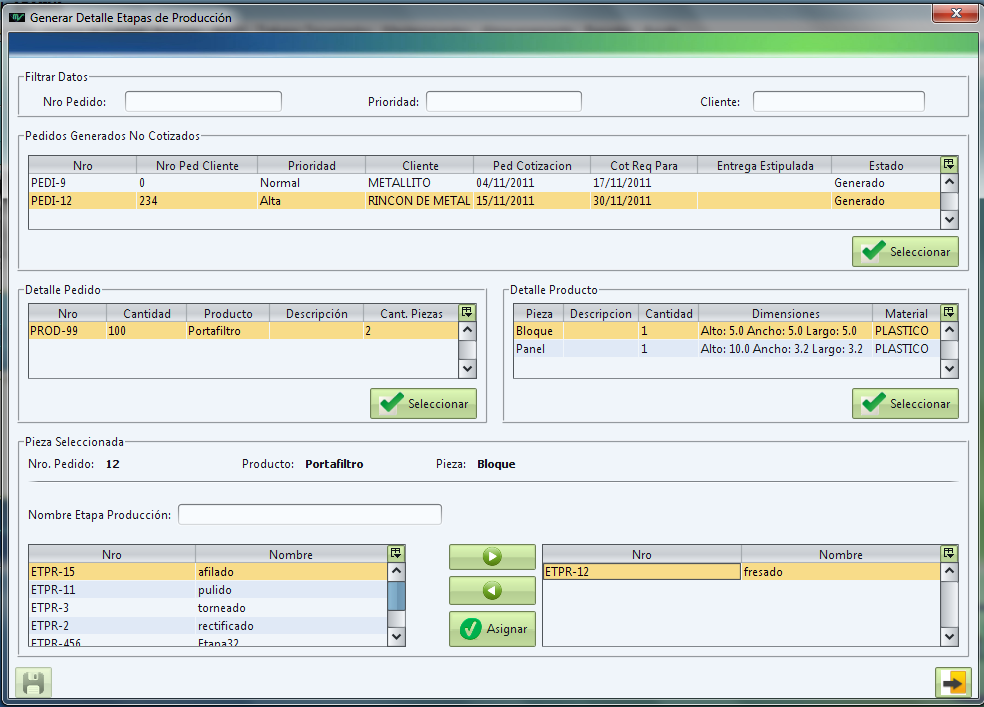 Generar Detalle Etapas de Producción
Filtrar Datos
Nro Pedido: Prioridad: Cliente:
Pedidos Generados No Cotizados
Nro Nro Ped Cliente Prioridad Cliente Ped Cotizacion Cot Req Para Entrega Estipulada Estado
PEDI-9 0 Normal METALLITO 04/11/2011 17/11/2011 Generado
PEDI-12 234 Alta RINCON DE METAL 15/11/2011 30/11/2011 Generado
Seleccionar
Detalle Pedido
Nro Cantidad Producto Descripción Cant. Piezas
PROD-99 100 Portafiltro 2
Seleccionar
Detalle Producto
Pieza Descripcion Cantidad Dimensiones Material
Bloque 1 Alto: 5.0 Ancho: 5.0 Largo: 5.0 PLASTICO
Panel 1 Alto: 10.0 Ancho: 3.2 Largo: 3.2 PLASTICO
Seleccionar
Pieza Seleccionada
Nro. Pedido: 12 Producto: Portafiltro Pieza: Bloque
Nombre Etapa Producción:
Nro Nombre
ETPR-15 afilado
ETPR-11 pulido
ETPR-3 torneado
ETPR-2 rectificado
ETPR-456 Etapa32
Asignar
Nro Nombre
ETPR-12 fresado